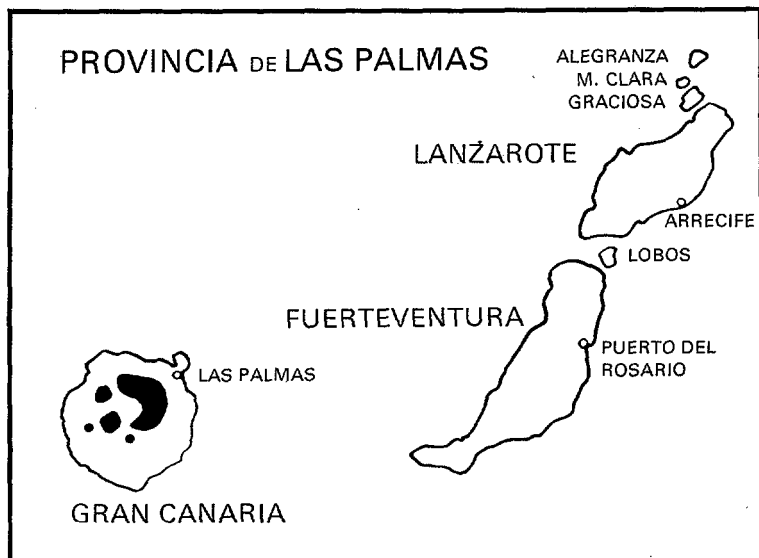 PROVINCIA DE LAS PALMAS
ALEGRANZA
M. CLARA
GRACIOSA
LANZAROTE
ARRECIFE
LOBOS
FUERTEVENTURA
PUERTO DEL
ROSARIO
LAS PALMAS
GRAN CANARIA